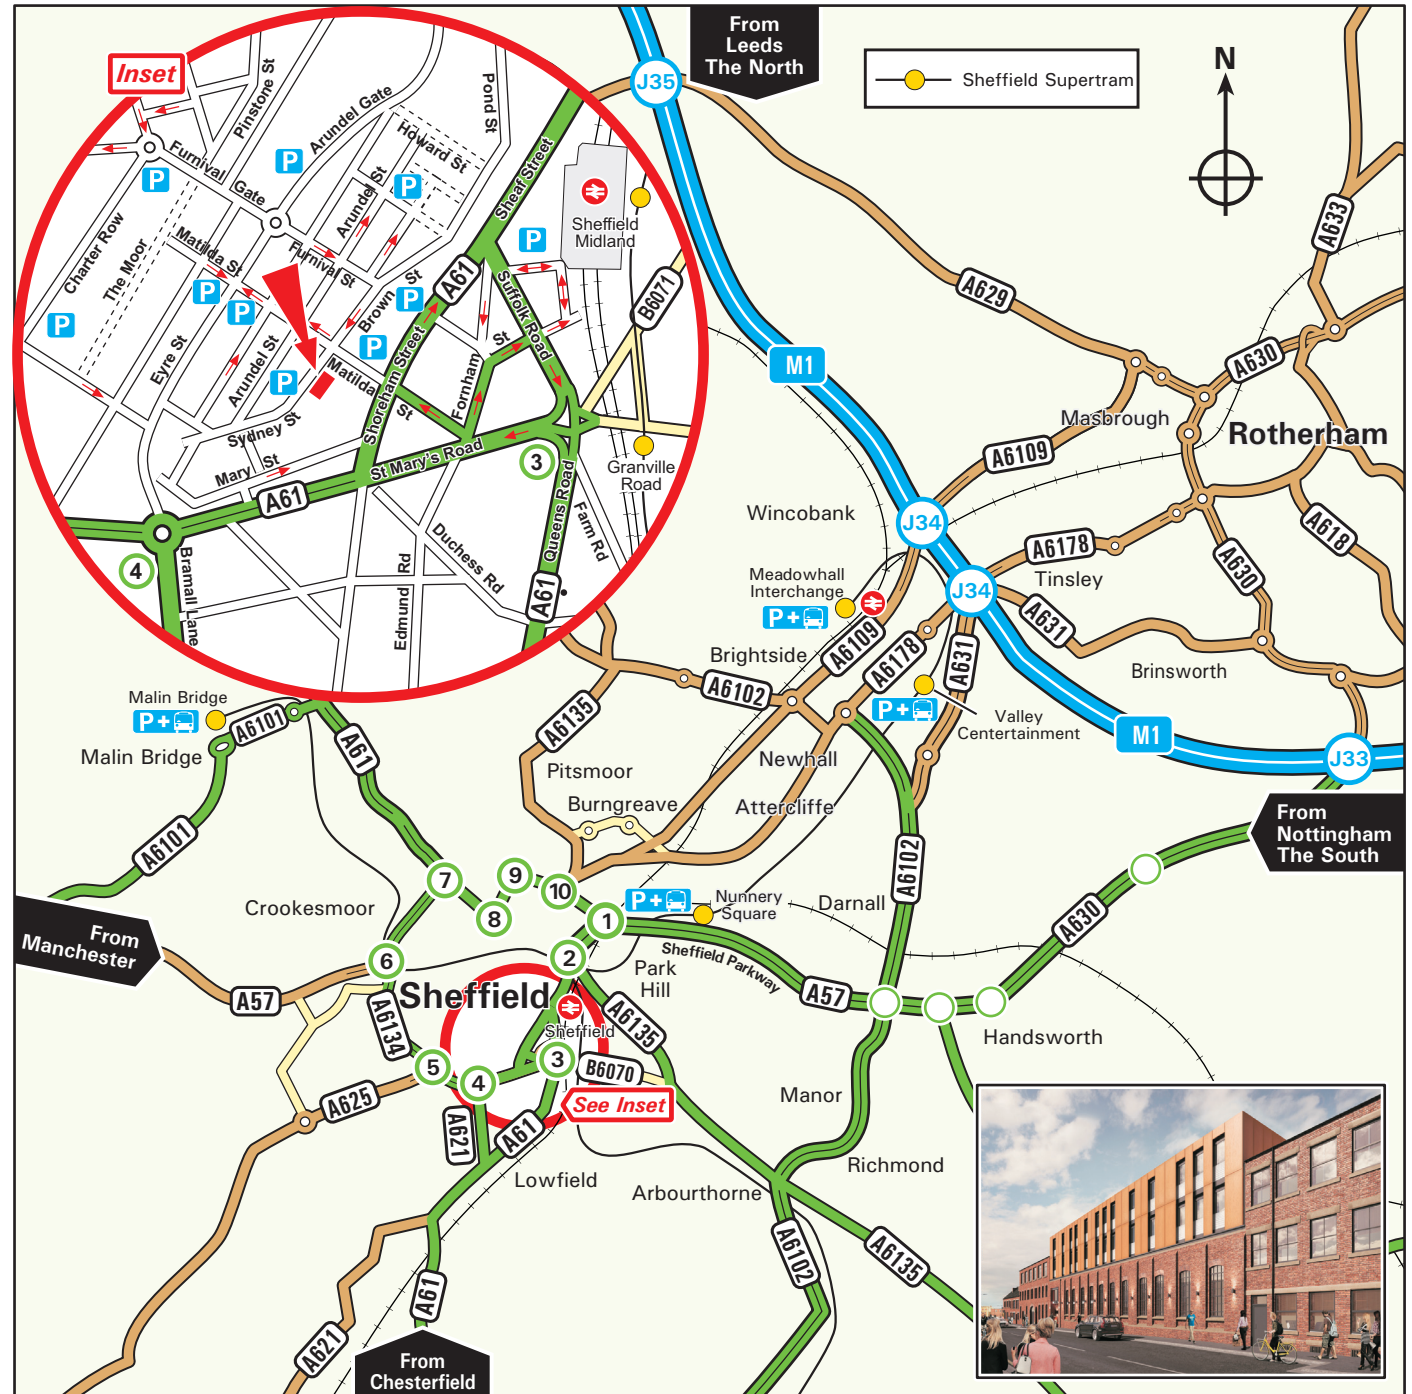 From
Leeds
The North
Sheffield Supertram
N
Inset
Pinstone St
Arundel Gate
Pond St
Howard St
Furnival
Gate
P
P
P
Arundel St
Sheaf Street
Sheffield
Midland
Charter Row
The Moor
Matilda St
Furnival St
Brown St
P
P
P
P
P
P
P
A61
Suffolk Road
B6071
Eyre St
Arundel St
Matilda
St
Shoreham Street
Fornham
St
Sydney St
Mary St
St Mary's Road
A61
3
Queens Road
Granville
Road
Farm Rd
Duchess Rd
Edmund Rd
4
Bramall Lane
A61
J35
A633
A629
M1
A630
Masbrough
Rotherham
A6109
Wincobank
J34
A6178
A618
A630
Tinsley
Meadowhall
Interchange
P+
J34
A631
A6109
A6178
A631
Brightside
Brinsworth
A6102
P+
Valley
Centertainment
M1
J33
Malin Bridge
P+
A6101
Malin Bridge
A61
A6135
Newhall
Pitsmoor
Burngreave
Attercliffe
A6101
A6102
From
Nottingham
The South
7
9
10
8
1
P+
Nunnery
Square
Darnall
A630
Crookesmoor
From
Manchester
6
2
Sheffield Parkway
Park
Hill
A57
A57
Sheffield
Sheffield
A6135
A6134
Handsworth
5
4
3
B6070
A625
See Inset
Manor
A621
A61
Lowfield
Richmond
Arbourthorne
A6102
A6135
A61
A621
From
Chesterfield